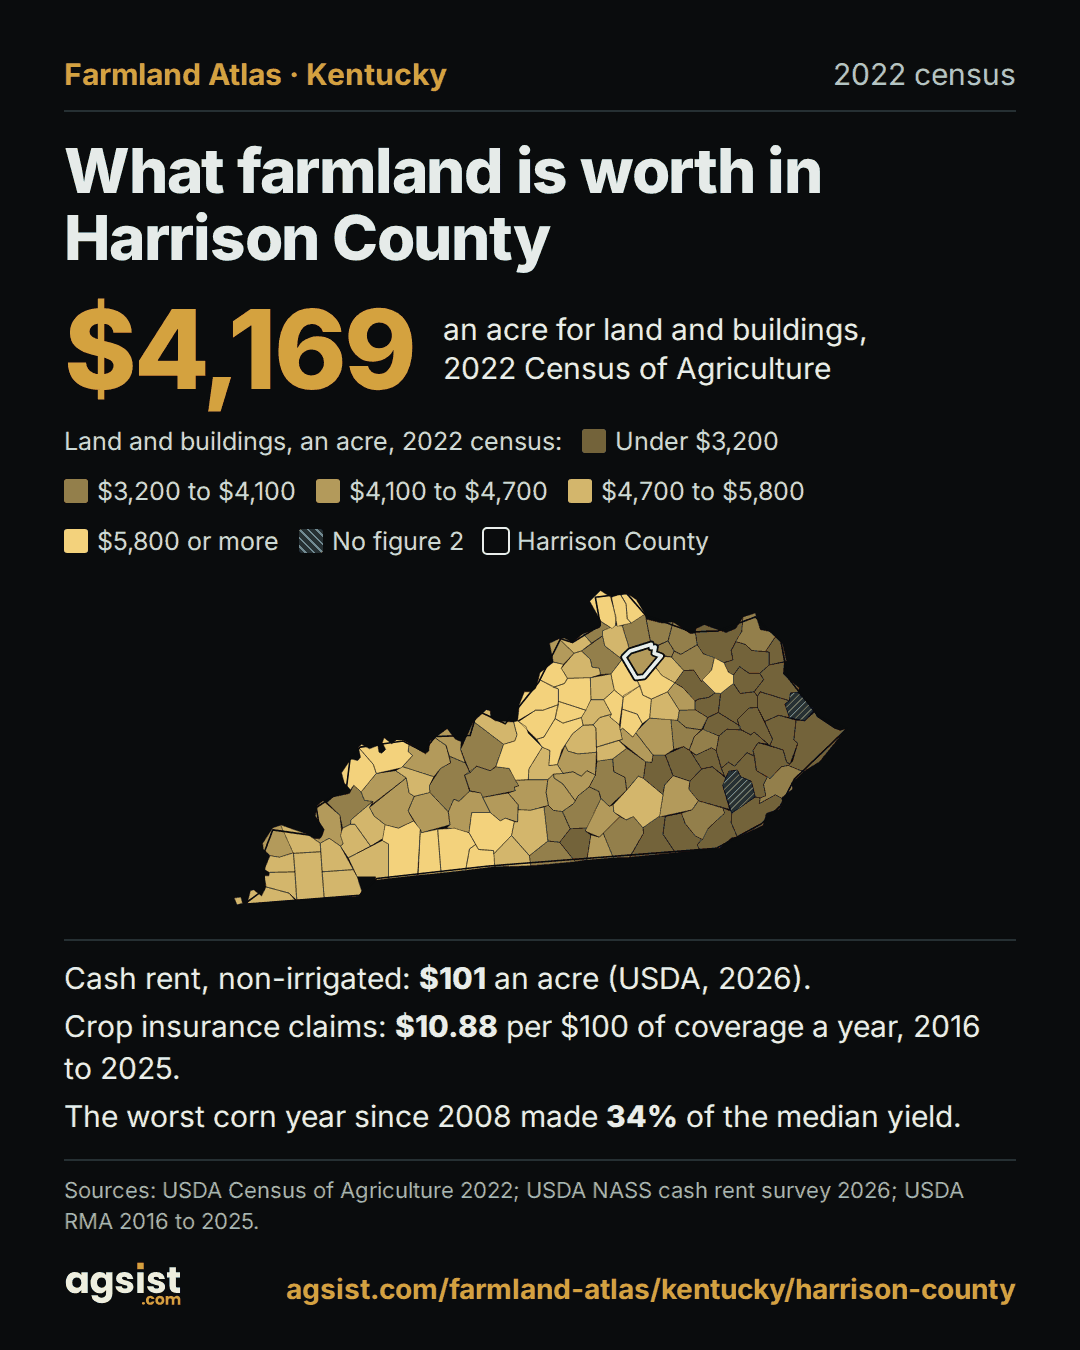 Farmland Atlas · Kentucky
2022 census
What farmland is worth in
Harrison County
$4,169
an acre for land and buildings,
2022 Census of Agriculture
Land and buildings, an acre, 2022 census: Under $3,200
$3,200 to $4,100 $4,100 to $4,700 $4,700 to $5,800
$5,800 or more No figure 2 Harrison County
Cash rent, non-irrigated: $101 an acre (USDA, 2026).
Crop insurance claims: $10.88 per $100 of coverage a year, 2016
to 2025.
The worst corn year since 2008 made 34% of the median yield.
Sources: USDA Census of Agriculture 2022; USDA NASS cash rent survey 2026; USDA
RMA 2016 to 2025.
agsist
.com
agsist.com/farmland-atlas/kentucky/harrison-county